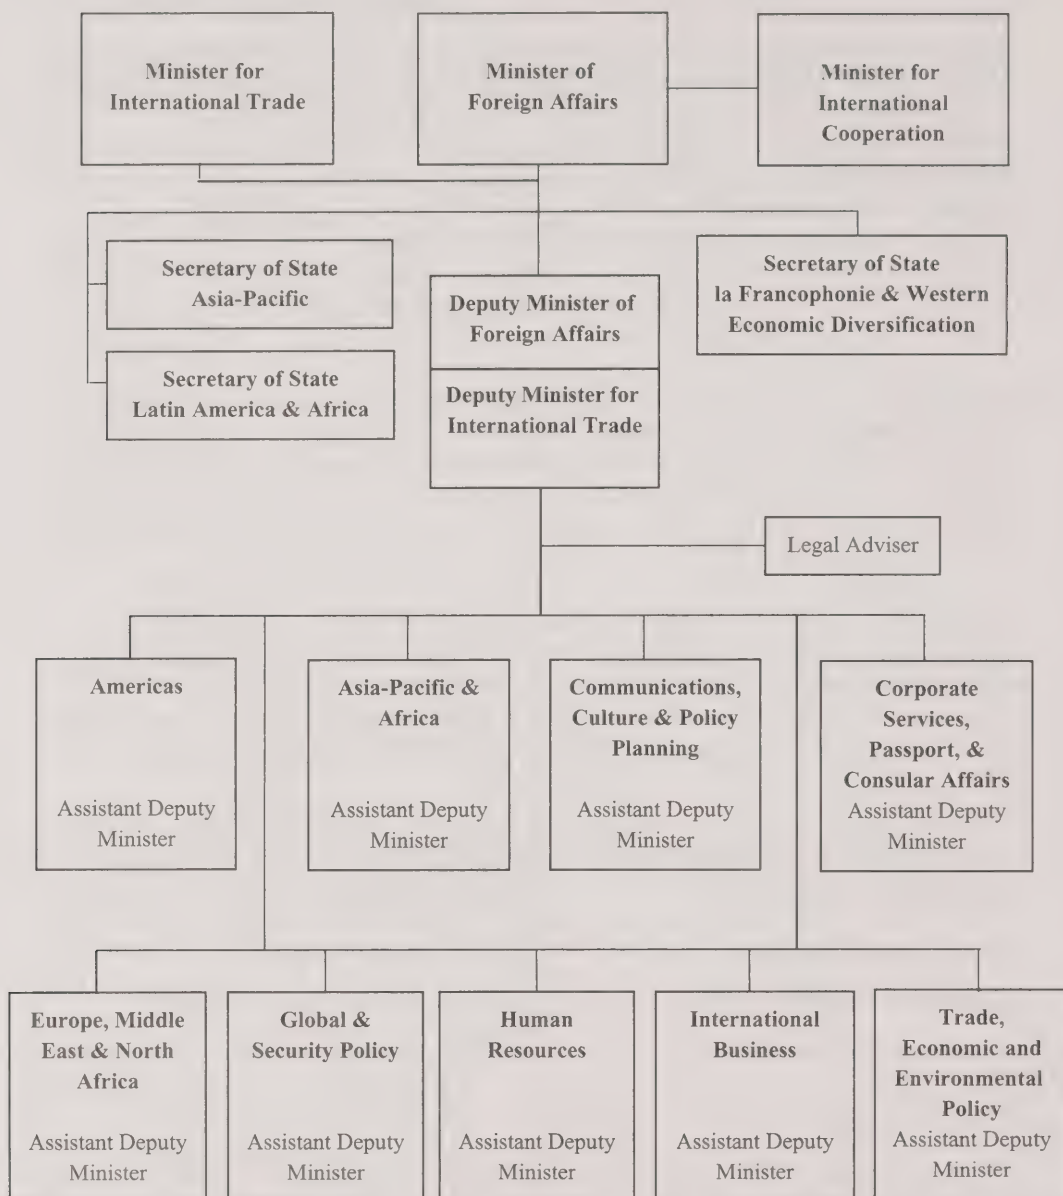 Minister for
International Trade
Minister of
Foreign Affairs
Minister for
International
Cooperation
Secretary of State
Asia-Pacific
Secretary of State
la Francophonie & Western
Economic Diversification
Deputy Minister of
Foreign Affairs
Secretary of State
Latin America & Africa
Deputy Minister for
International Trade
Legal Adviser
Americas
Assistant Deputy
Minister
Asia-Pacific &
Africa
Assistant Deputy
Minister
Communications,
Culture & Policy
Planning
Assistant Deputy
Minister
Corporate
Services,
Passport, &
Consular Affairs
Assistant Deputy
Minister
Europe, Middle
East & North
Africa
Assistant Deputy
Minister
Global &
Security Policy
Assistant Deputy
Minister
Human
Resources
Assistant Deputy
Minister
International
Business
Assistant Deputy
Minister
Trade,
Economic and
Environmental
Policy
Assistant Deputy
Minister